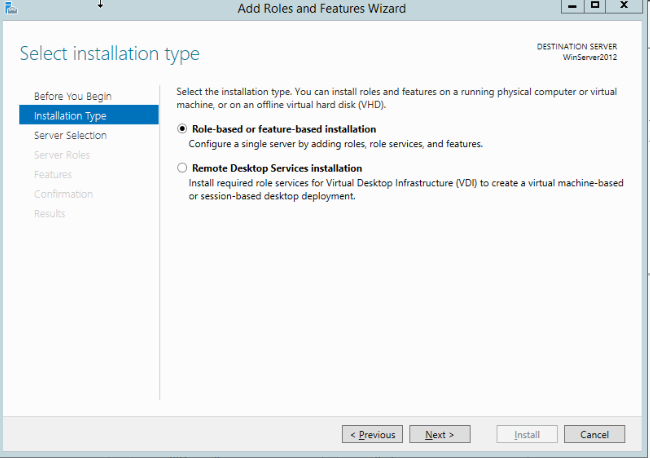 Add Roles and Features Wizard
Select installation type
DESTINATION SERVER
WinServer2012
Before You Begin
Installation Type
Server Selection
Server Roles
Features
Confirmation
Results
Select the installation type. You can install roles and features on a running physical computer or virtual
machine, or on an offline virtual hard disk (VHD).
Role-based or feature-based installation
Configure a single server by adding roles, role services, and features.
Remote Desktop Services installation
Install required role services for Virtual Desktop Infrastructure (VDI) to create a virtual machine-based
or session-based desktop deployment.
< Previous
Next >
Install
Cancel